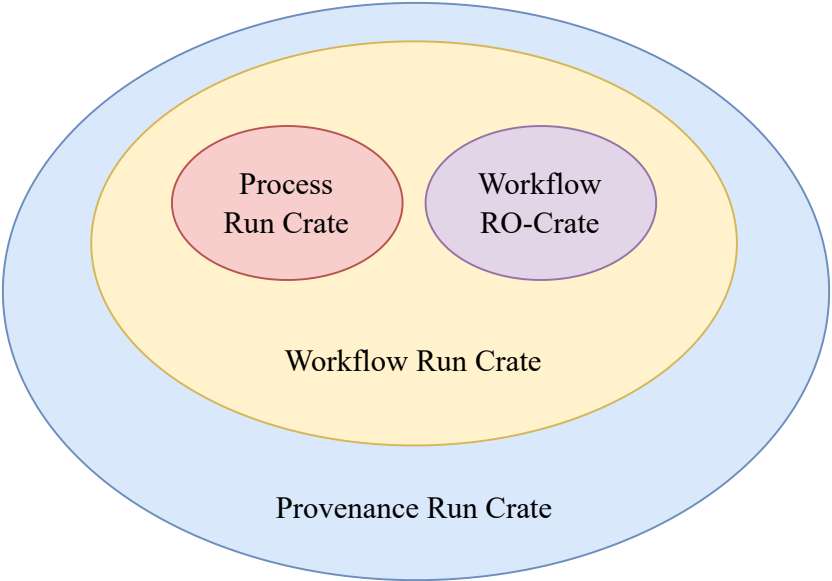 Process
Run Crate
Workflow
RO-Crate
Workflow Run Crate
Provenance Run Crate